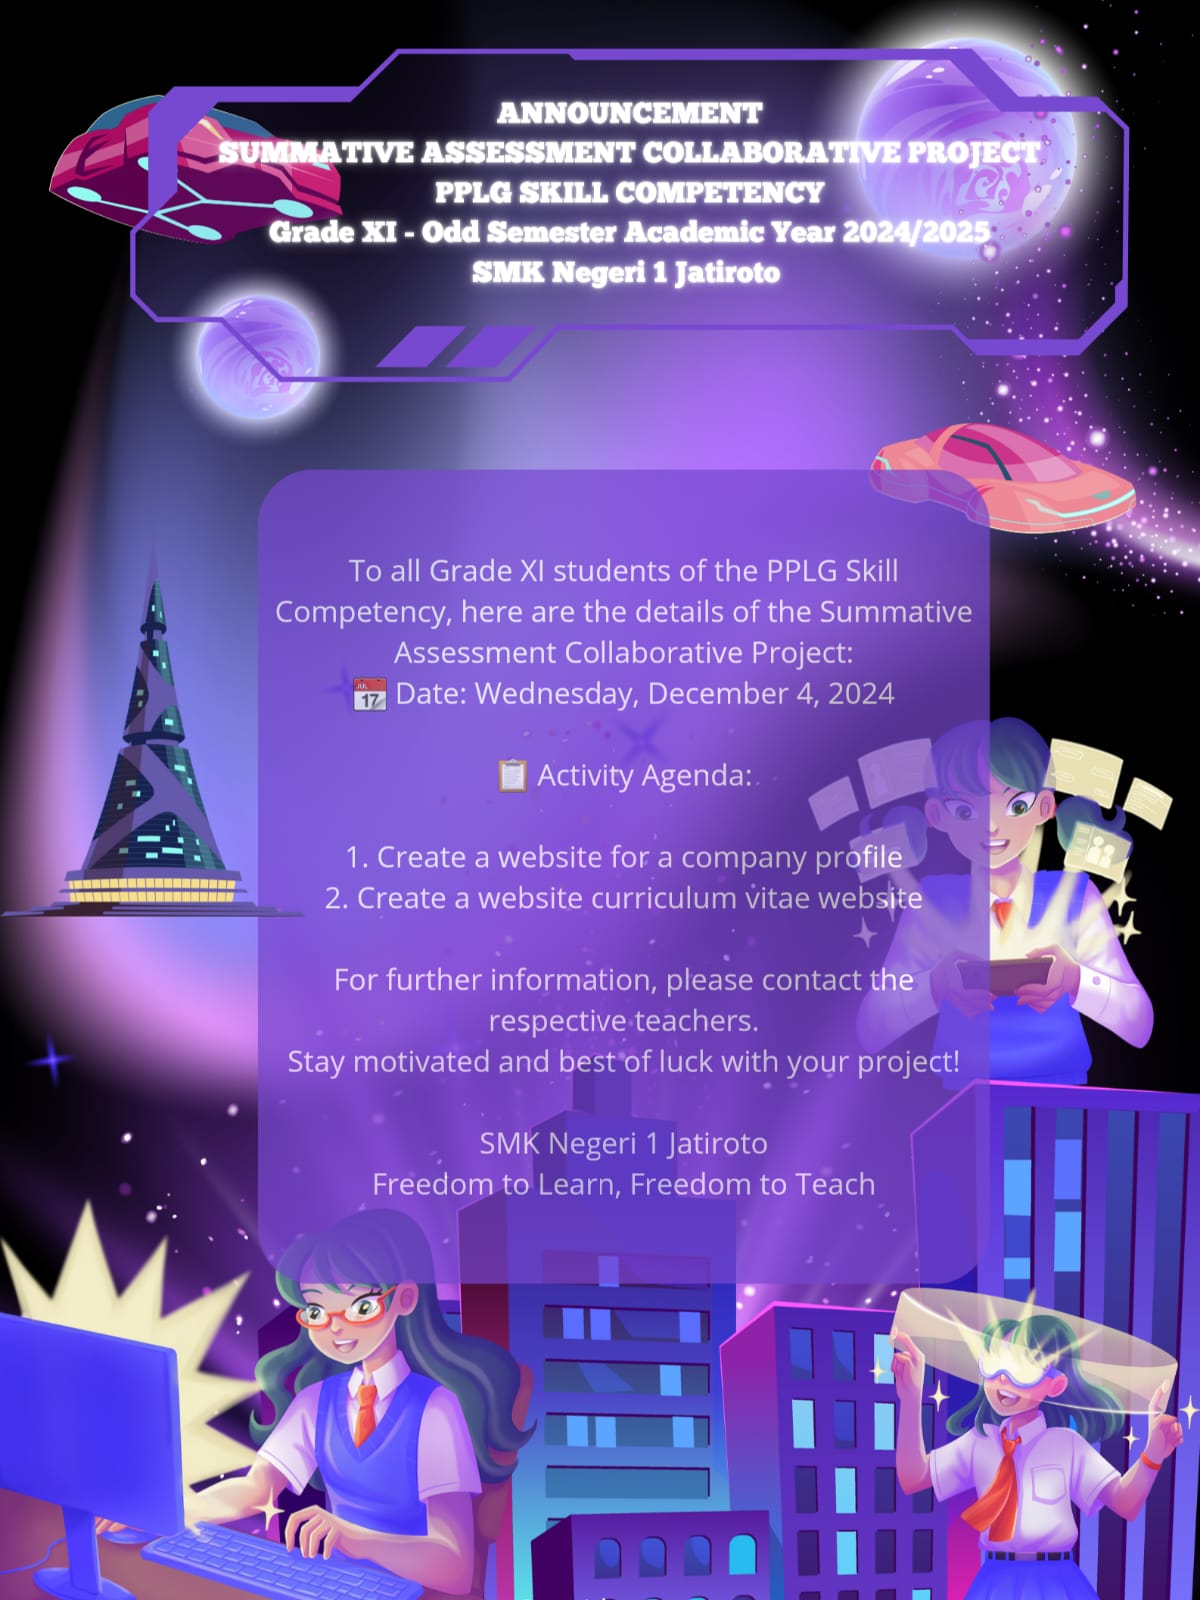 ANNOUNCEMENT
SUMMATIVE ASSESSMENT COLLABORATIVE PROJECT
PPLG SKILL COMPETENCY
Grade XI - Odd Semester Academic Year 2024/2025
SMK Negeri 1 Jatiroto
To all Grade XI students of the PPLG Skill
Competency, here are the details of the Summative
Assessment Collaborative Project:
📅 Date: Wednesday, December 4, 2024
📋 Activity Agenda:
1. Create a website for a company profile
2. Create a website curriculum vitae website
For further information, please contact the
respective teachers.
Stay motivated and best of luck with your project!
SMK Negeri 1 Jatiroto
Freedom to Learn, Freedom to Teach